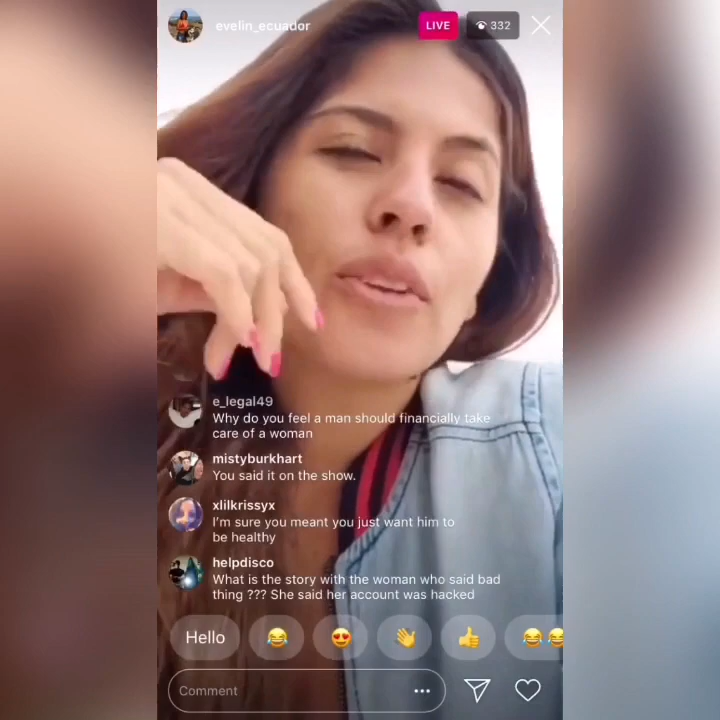 evelin_ecuador
LIVE
332
e_legal49
Why do you feel a man should financially take
care of a woman
mistyburkhart
You said it on the show.
xlilkrissyx
I'm sure you meant you just want him to
be healthy
helpdisco
What is the story with the woman who said bad
thing ??? She said her account was hacked
Hello
Comment